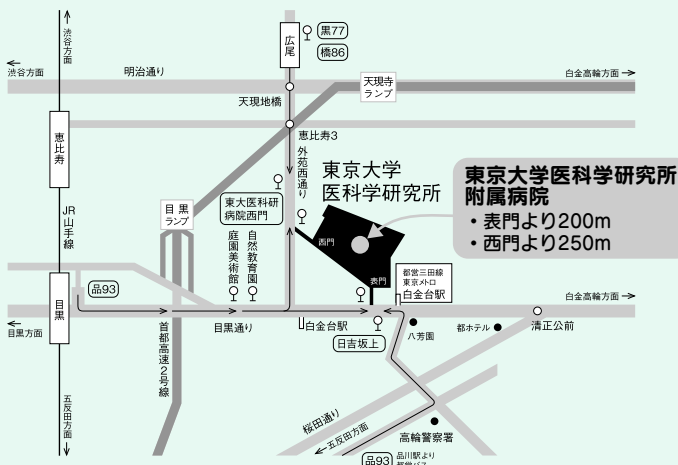 渋谷方面
渋谷方面
明治通り
広尾
黒77
橋86
天現寺
ランプ
白金高輪方面
天現地橋
恵比寿
恵比寿3
外苑西通り
東京大学
医科学研究所
東京大学医科学研究所
附属病院
・表門より200m
・西門より250m
目黒
ランプ
東大医科研
病院西門
JR山手線
庭園美術館
自然教育園
西門
表門
都営三田線
東京メトロ
白金台駅
品93
目黒
白金高輪方面
目黒方面
目黒通り
白金台駅
日吉坂上
八芳園
都ホテル
清正公前
首都高速2号線
五反田方面
桜田通り
五反田方面
高輪警察署
品93
品川駅より
都営バス